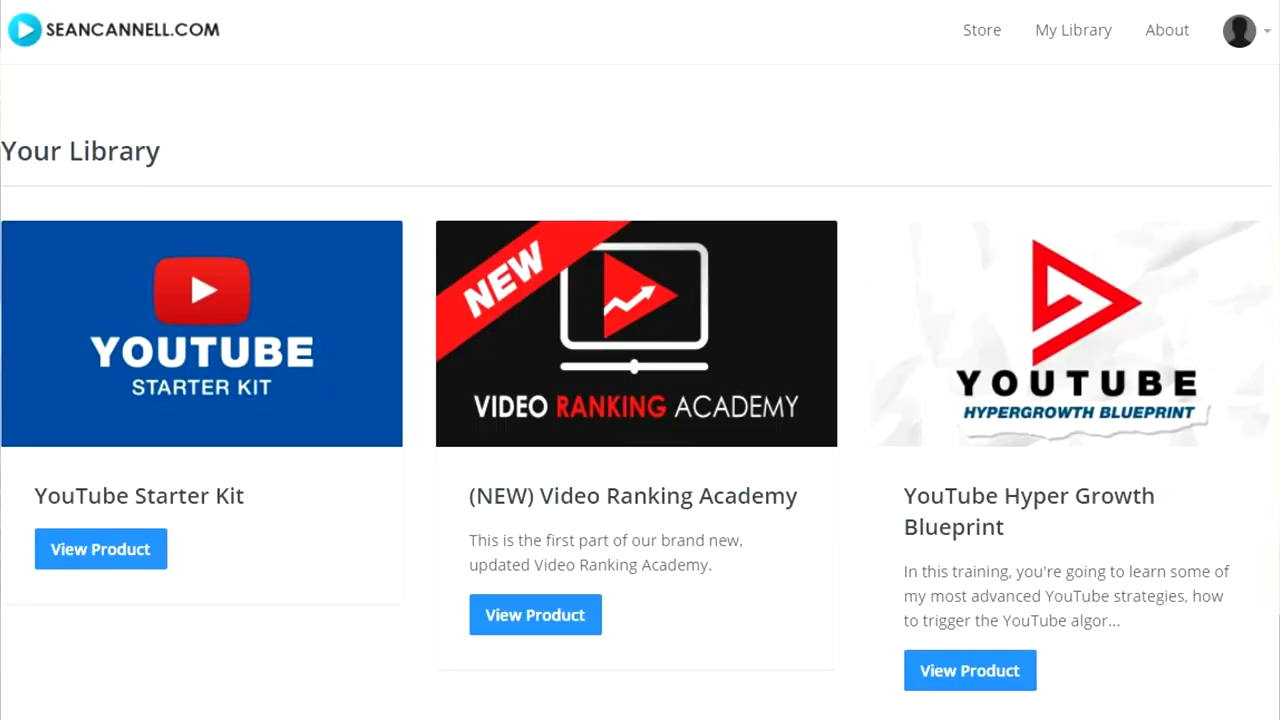 SEANCANNELL.COM
Store
My Library
About
Your Library
YOUTUBE
STARTER KIT
YouTube Starter Kit
View Product
NEW
VIDEO RANKING ACADEMY
(NEW) Video Ranking Academy
This is the first part of our brand new,
updated Video Ranking Academy.
View Product
YOUTUBE
HYPERGROWTH BLUEPRINT
YouTube Hyper Growth
Blueprint
In this training, you're going to learn some of
my most advanced YouTube strategies, how
to trigger the YouTube algor...
View Product